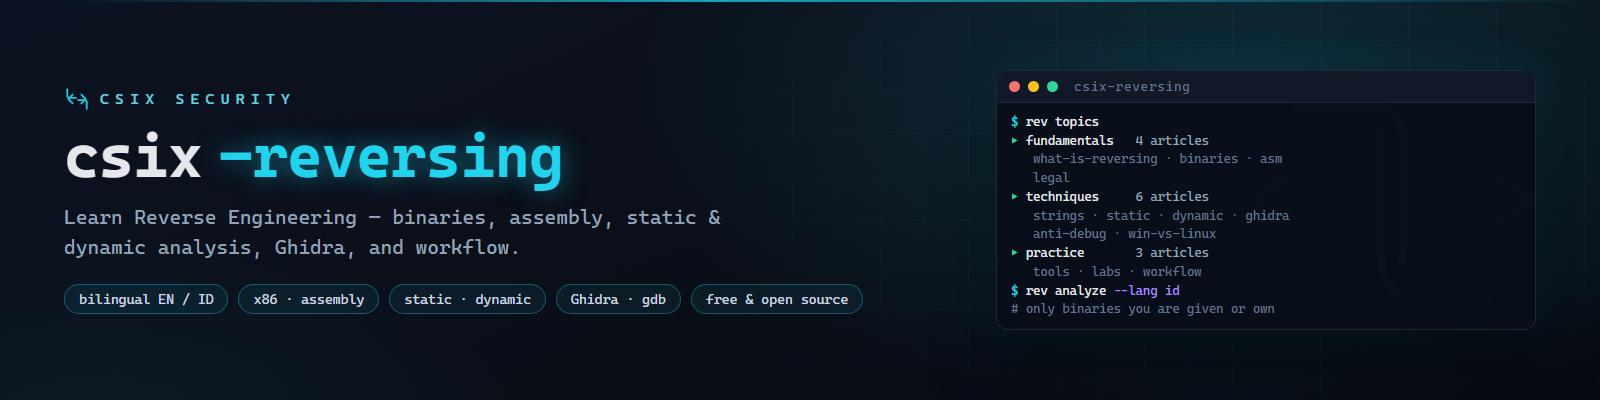 CSIX SECURITY
csix -reversing
Learn Reverse Engineering — binaries, assembly, static &
dynamic analysis, Ghidra, and workflow.
bilingual EN / ID
x86 · assembly
static · dynamic
Ghidra · gdb
free & open source
csix-reversing
$ rev topics
▸ fundamentals 4 articles
what-is-reversing · binaries · asm
legal
▸ techniques 6 articles
strings · static · dynamic · ghidra
anti-debug · win-vs-linux
▸ practice 3 articles
tools · labs · workflow
$ rev analyze --lang id
# only binaries you are given or own